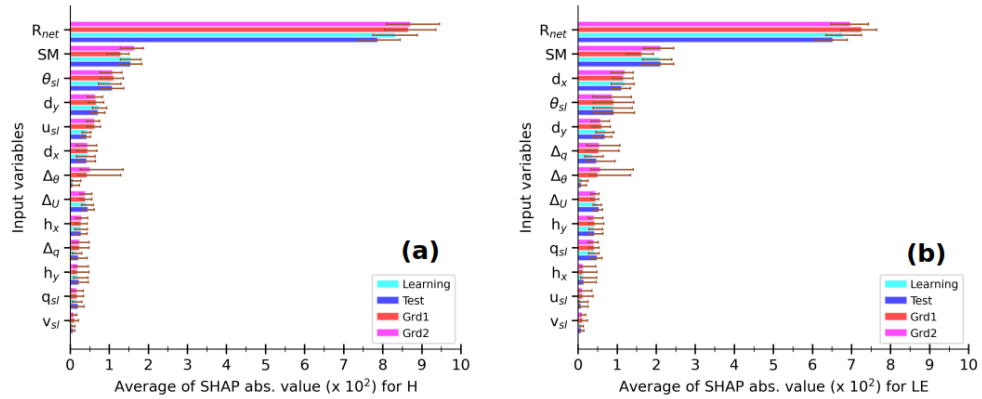 R_net
SM
θ_sl
d_y
u_sl
d_x
Δ_θ
Δ_U
h_x
Δ_q
h_y
q_sl
v_sl
Input variables
(a)
Learning
Test
Grd1
Grd2
0 1 2 3 4 5 6 7 8 9 10
Average of SHAP abs. value (x 10²) for H
R_net
SM
d_x
θ_sl
d_y
Δ_q
Δ_θ
Δ_U
h_y
q_sl
h_x
u_sl
v_sl
Input variables
(b)
Learning
Test
Grd1
Grd2
0 1 2 3 4 5 6 7 8 9 10
Average of SHAP abs. value (x 10²) for LE